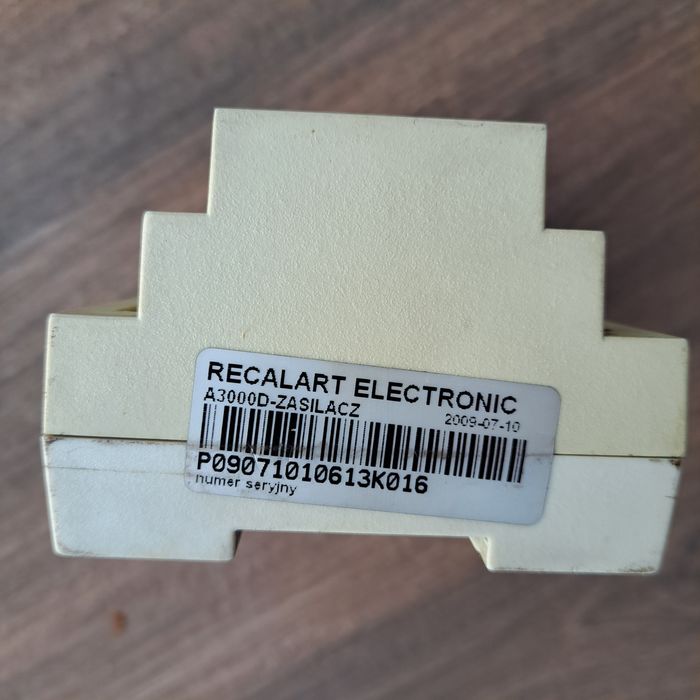 RECALART ELECTRONIC
A3000D-ZASILACZ
2009-07-10
P09071010613K016
numer seryjny